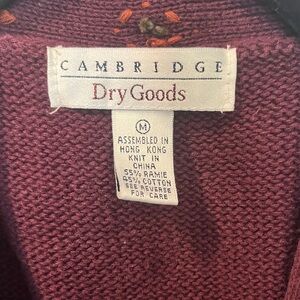 CAMBRIDGE
Dry Goods
M
ASSEMBLED IN
HONG KONG
KNIT IN
CHINA
55% RAMIE
45% COTTON
SEE REVERSE
FOR CARE